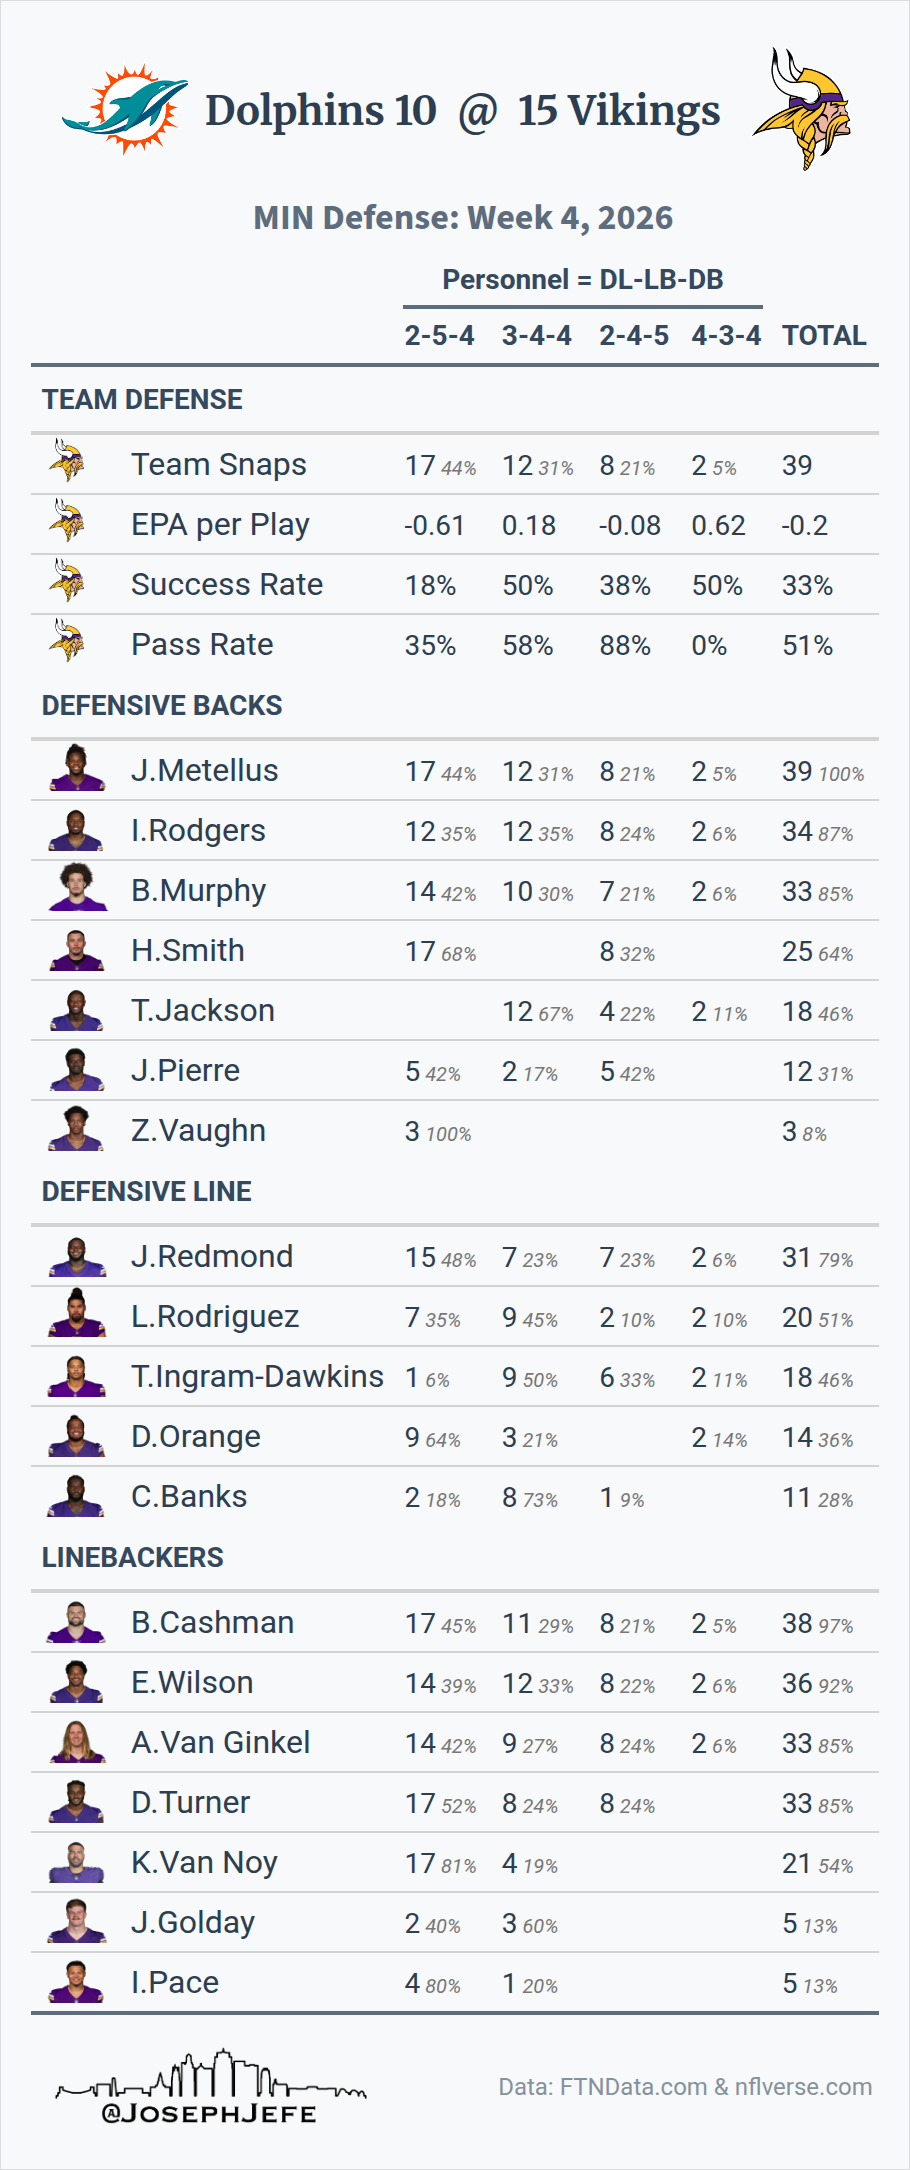 Dolphins 10 @ 15 Vikings
MIN Defense: Week 4, 2026
Personnel = DL-LB-DB
2-5-4 3-4-4 2-4-5 4-3-4 TOTAL
TEAM DEFENSE
Team Snaps 17 44% 12 31% 8 21% 2 5% 39
EPA per Play -0.61 0.18 -0.08 0.62 -0.2
Success Rate 18% 50% 38% 50% 33%
Pass Rate 35% 58% 88% 0% 51%
DEFENSIVE BACKS
J.Metellus 17 44% 12 31% 8 21% 2 5% 39 100%
I.Rodgers 12 35% 12 35% 8 24% 2 6% 34 87%
B.Murphy 14 42% 10 30% 7 21% 2 6% 33 85%
H.Smith 17 68% 8 32% 25 64%
T.Jackson 12 67% 4 22% 2 11% 18 46%
J.Pierre 5 42% 2 17% 5 42% 12 31%
Z.Vaughn 3 100% 3 8%
DEFENSIVE LINE
J.Redmond 15 48% 7 23% 7 23% 2 6% 31 79%
L.Rodriguez 7 35% 9 45% 2 10% 2 10% 20 51%
T.Ingram-Dawkins 1 6% 9 50% 6 33% 2 11% 18 46%
D.Orange 9 64% 3 21% 2 14% 14 36%
C.Banks 2 18% 8 73% 1 9% 11 28%
LINEBACKERS
B.Cashman 17 45% 11 29% 8 21% 2 5% 38 97%
E.Wilson 14 39% 12 33% 8 22% 2 6% 36 92%
A.Van Ginkel 14 42% 9 27% 8 24% 2 6% 33 85%
D.Turner 17 52% 8 24% 8 24% 33 85%
K.Van Noy 17 81% 4 19% 21 54%
J.Golday 2 40% 3 60% 5 13%
I.Pace 4 80% 1 20% 5 13%
@JOSEPHJEFE
Data: FTNData.com & nflverse.com